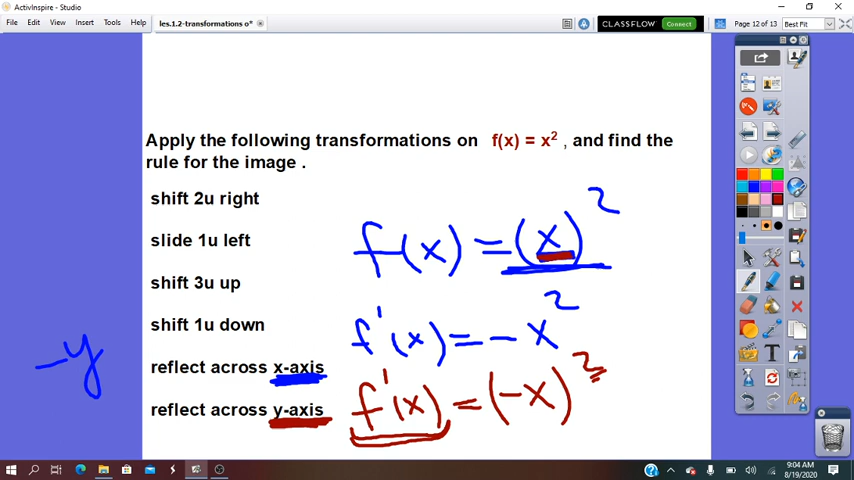 ActivInspire - Studio
File Edit View Insert Tools Help
les.1.2-transformations o*
CLASSFLOW Connect
Page 12 of 13
Best Fit
Apply the following transformations on f(x) = x² , and find the
rule for the image .
shift 2u right
slide 1u left
f(x) = (x)²
shift 3u up
shift 1u down
f'(x) = - x²
-y
reflect across x-axis
reflect across y-axis
f'(x) = (-x)²
9:04 AM
8/19/2020